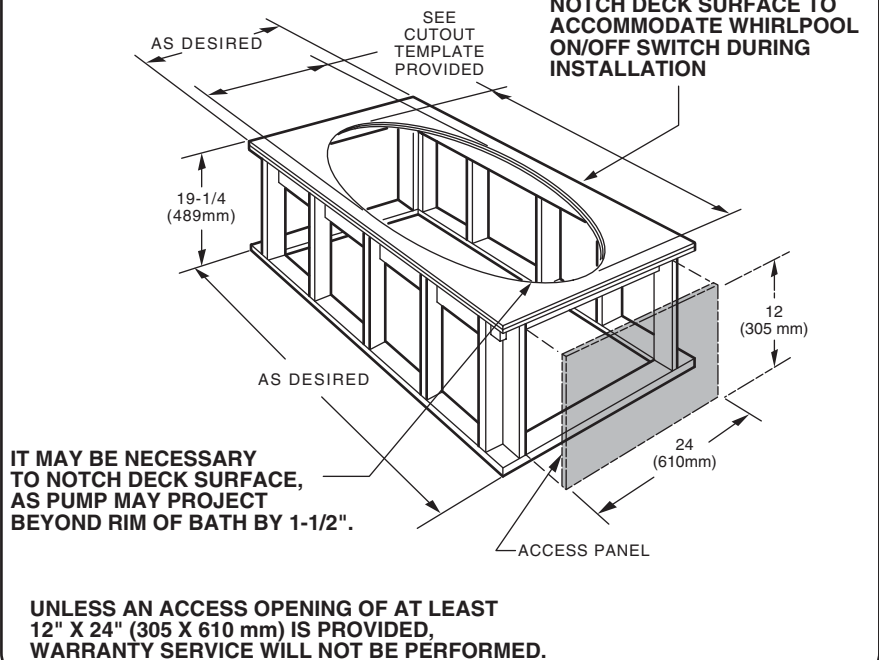 NOTCH DECK SURFACE TO
ACCOMMODATE WHIRLPOOL
ON/OFF SWITCH DURING
INSTALLATION
SEE
CUTOUT
TEMPLATE
PROVIDED
AS DESIRED
19-1/4
(489mm)
12
(305 mm)
AS DESIRED
24
(610mm)
IT MAY BE NECESSARY
TO NOTCH DECK SURFACE,
AS PUMP MAY PROJECT
BEYOND RIM OF BATH BY 1-1/2".
ACCESS PANEL
UNLESS AN ACCESS OPENING OF AT LEAST
12" X 24" (305 X 610 mm) IS PROVIDED,
WARRANTY SERVICE WILL NOT BE PERFORMED.